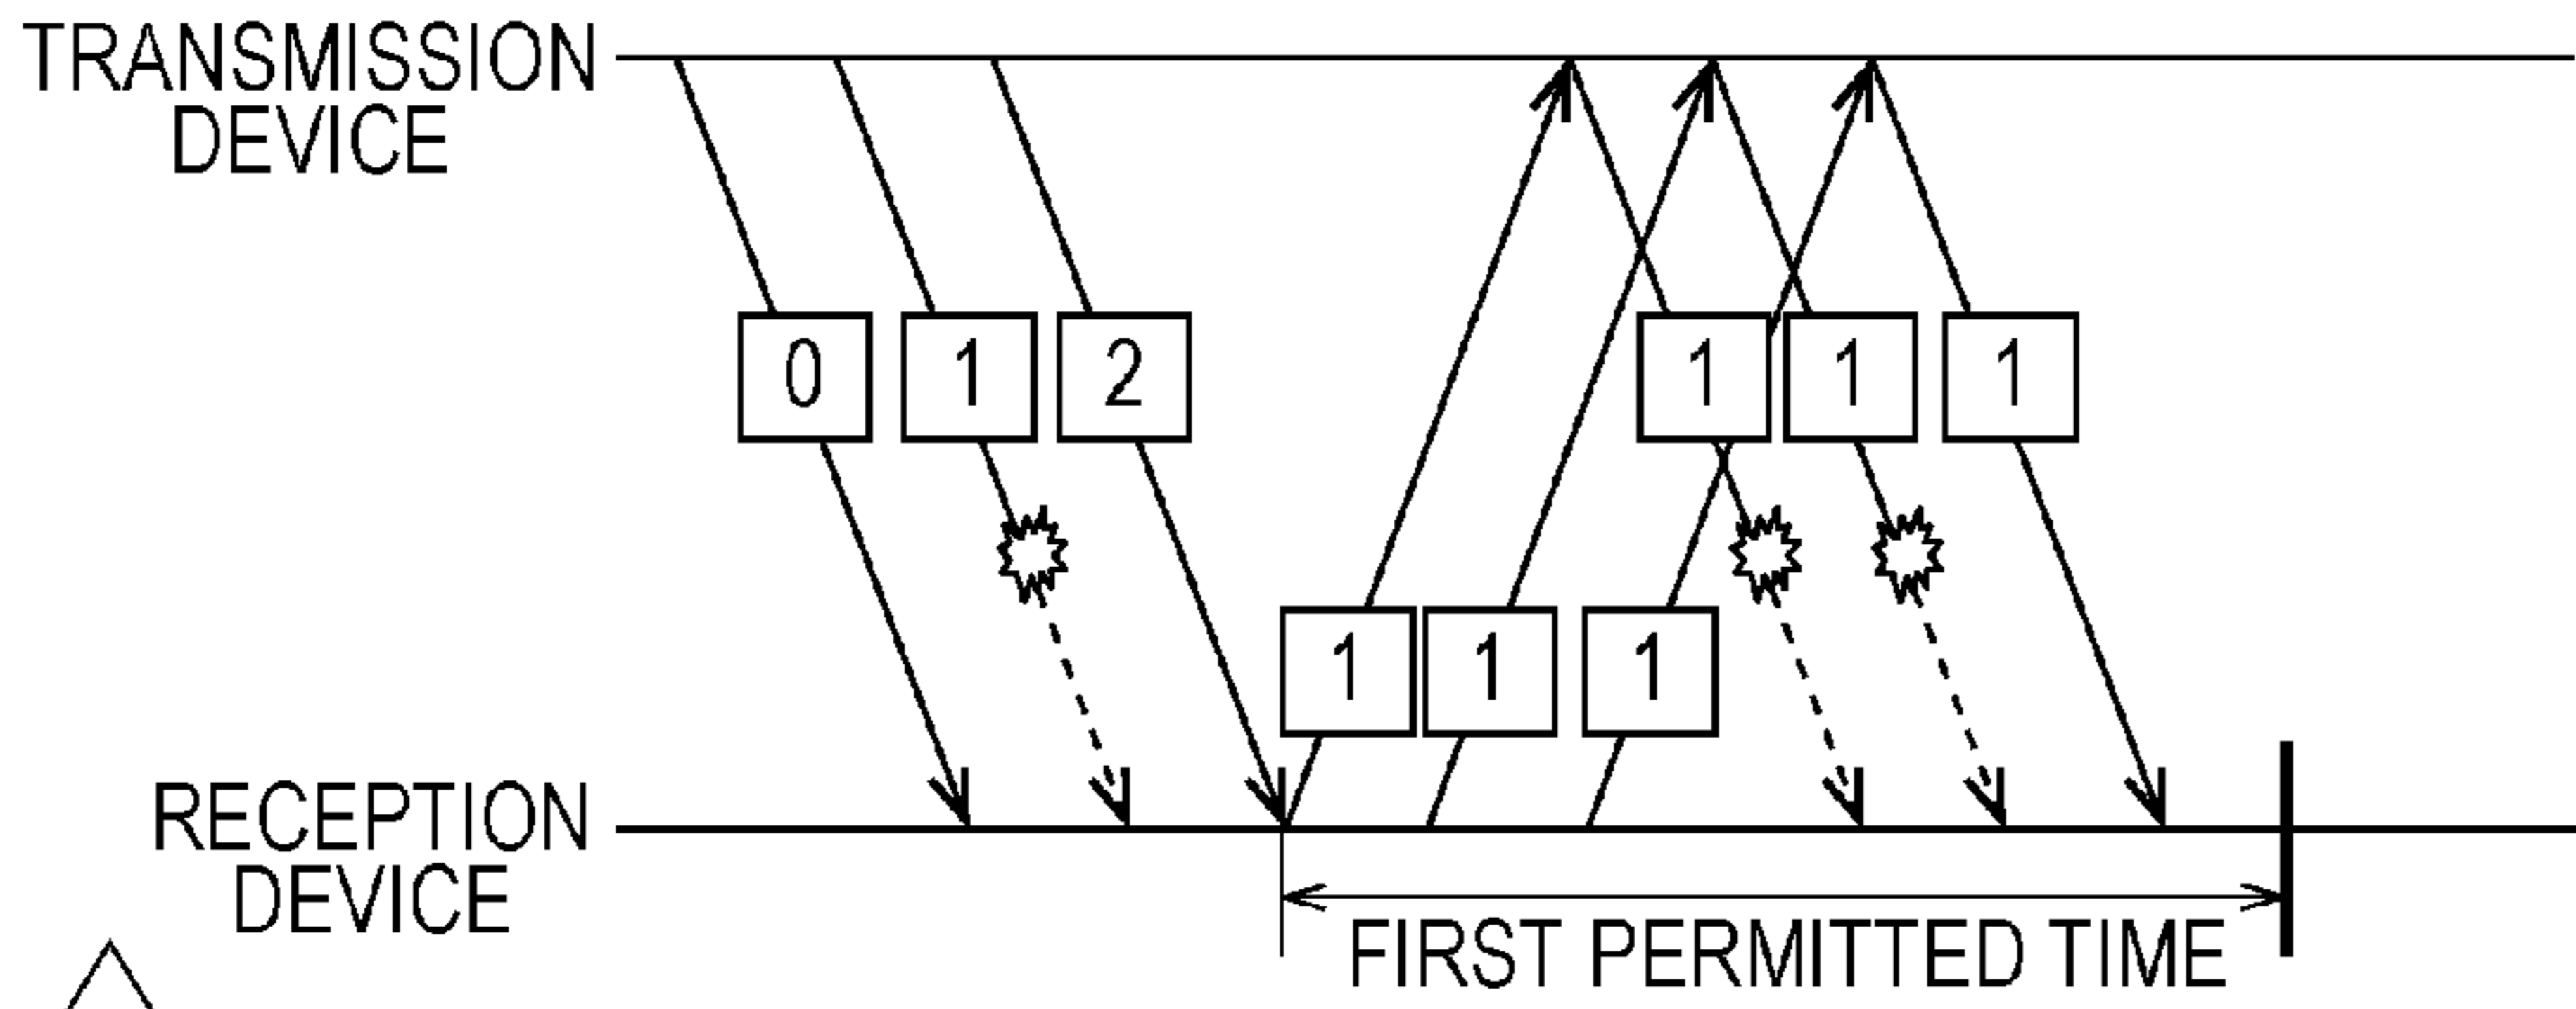 TRANSMISSION
DEVICE
0 1 2 1 1 1
1 1 1
RECEPTION
DEVICE
FIRST PERMITTED TIME